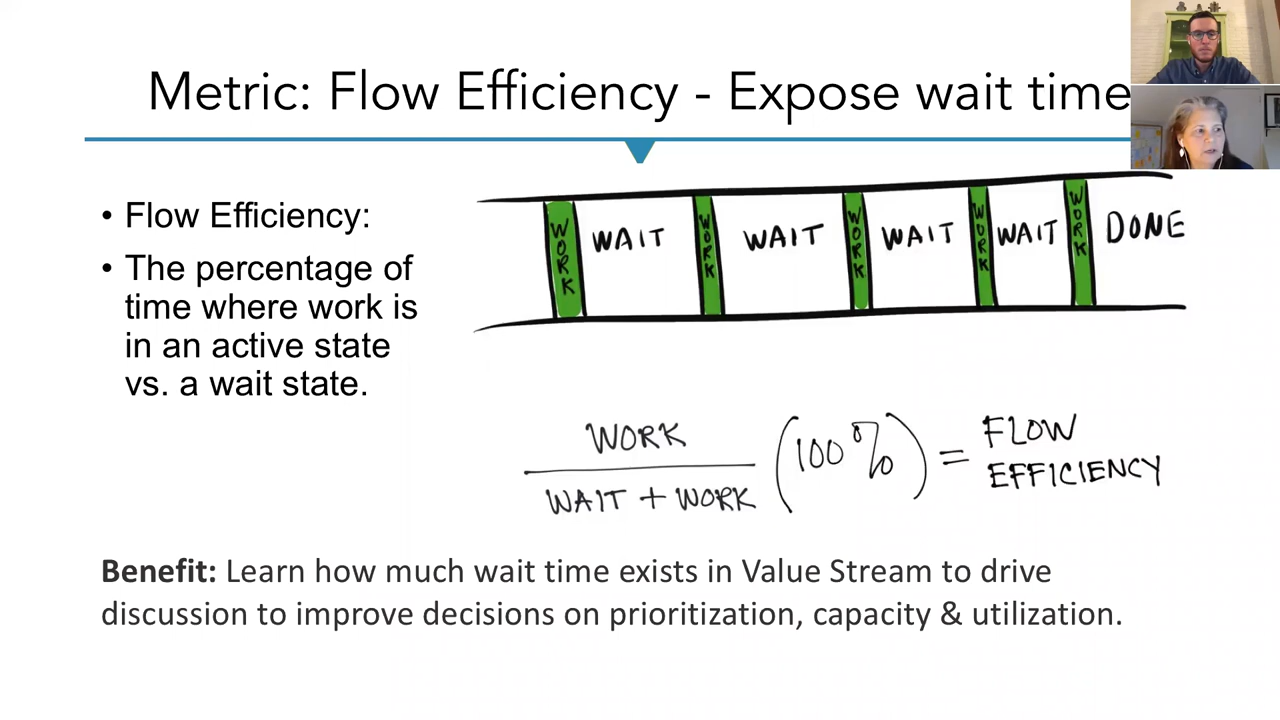 Metric: Flow Efficiency - Expose wait time
• Flow Efficiency:
• The percentage of
time where work is
in an active state
vs. a wait state.
WORK WAIT WORK WAIT WORK WAIT WORK WAIT WORK DONE
WORK
WAIT + WORK
(100%) =
FLOW
EFFICIENCY
Benefit: Learn how much wait time exists in Value Stream to drive
discussion to improve decisions on prioritization, capacity & utilization.